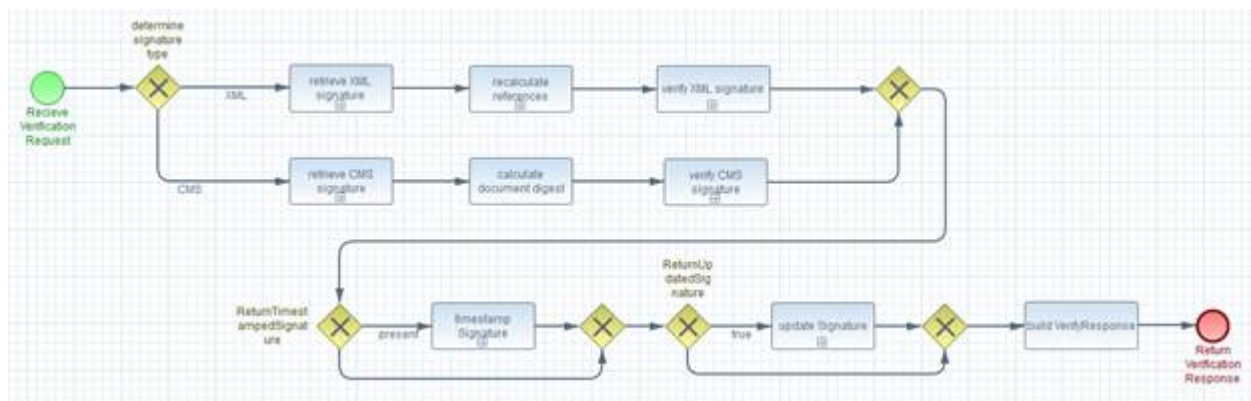 determine
signature
type
Recieve
Verification
Request
XML
retrieve XML
signature
recalculate
references
verify XML signature
CMS
retrieve CMS
signature
calculate
document digest
verify CMS
signature
ReturnTimest
ampedSignat
ure
present
timestamp
Signature
ReturnUp
datedSig
nature
true
update Signature
build VerifyResponse
Return
Verification
Response